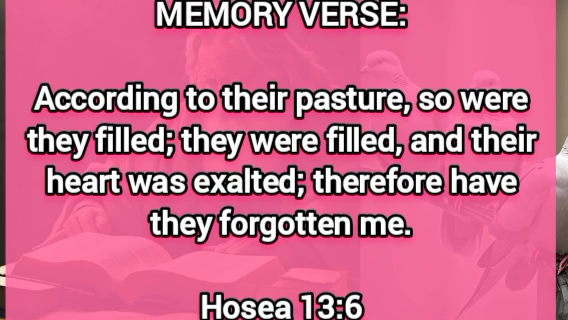 MEMORY VERSE:
According to their pasture, so were
they filled; they were filled, and their
heart was exalted; therefore have
they forgotten me.
Hosea 13:6